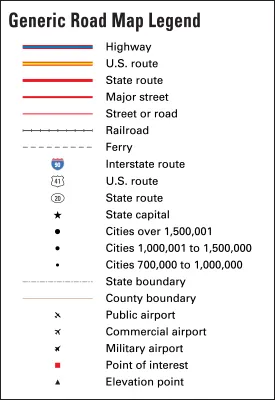 Generic Road Map Legend
Highway
U.S. route
State route
Major street
Street or road
Railroad
Ferry
Interstate route
41 U.S. route
20 State route
State capital
Cities over 1,500,001
Cities 1,000,001 to 1,500,000
Cities 700,000 to 1,000,000
State boundary
County boundary
Public airport
Commercial airport
Military airport
Point of interest
Elevation point